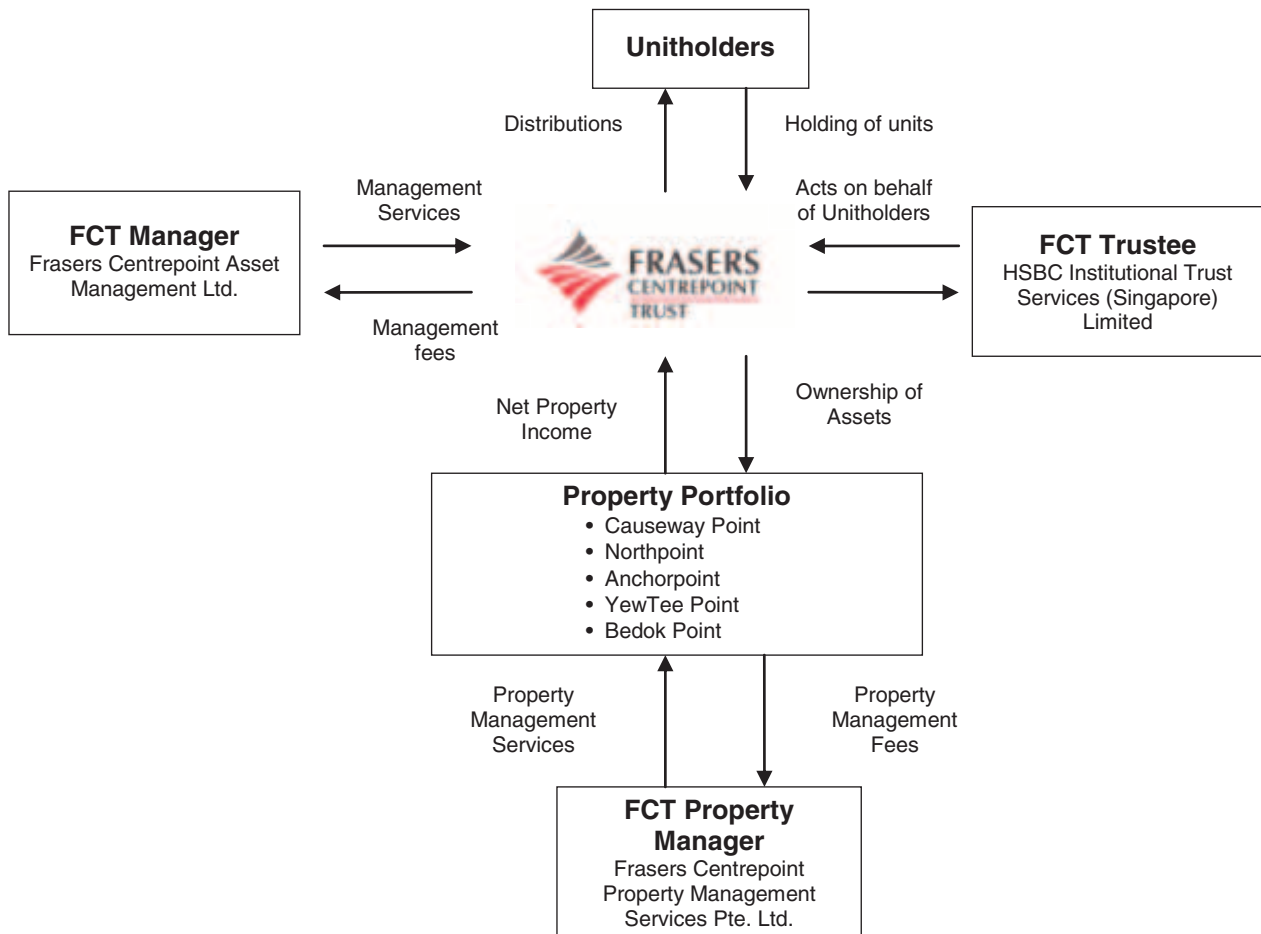 Unitholders
Distributions
Holding of units
Management
Services
Acts on behalf
of Unitholders
FCT Manager
Frasers Centrepoint Asset
Management Ltd.
FRASERS
CENTREPOINT
TRUST
FCT Trustee
HSBC Institutional Trust
Services (Singapore)
Limited
Management
fees
Net Property
Income
Ownership of
Assets
Property Portfolio
• Causeway Point
• Northpoint
• Anchorpoint
• YewTee Point
• Bedok Point
Property
Management
Services
Property
Management
Fees
FCT Property
Manager
Frasers Centrepoint
Property Management
Services Pte. Ltd.